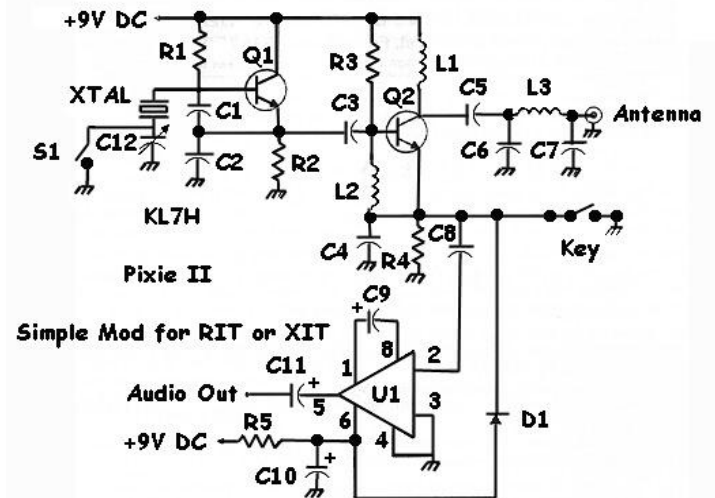 +9V DC
R1
Q1
R3
L1
XTAL
C1
C3
Q2
C5
L3
Antenna
S1
C12
C2
R2
L2
C6
C7
KL7H
C4
R4
C8
Key
Pixie II
C9
Simple Mod for RIT or XIT
+
8
1
2
C11
+
Audio Out
5
U1
3
R5
6
4
D1
+9V DC
C10
+